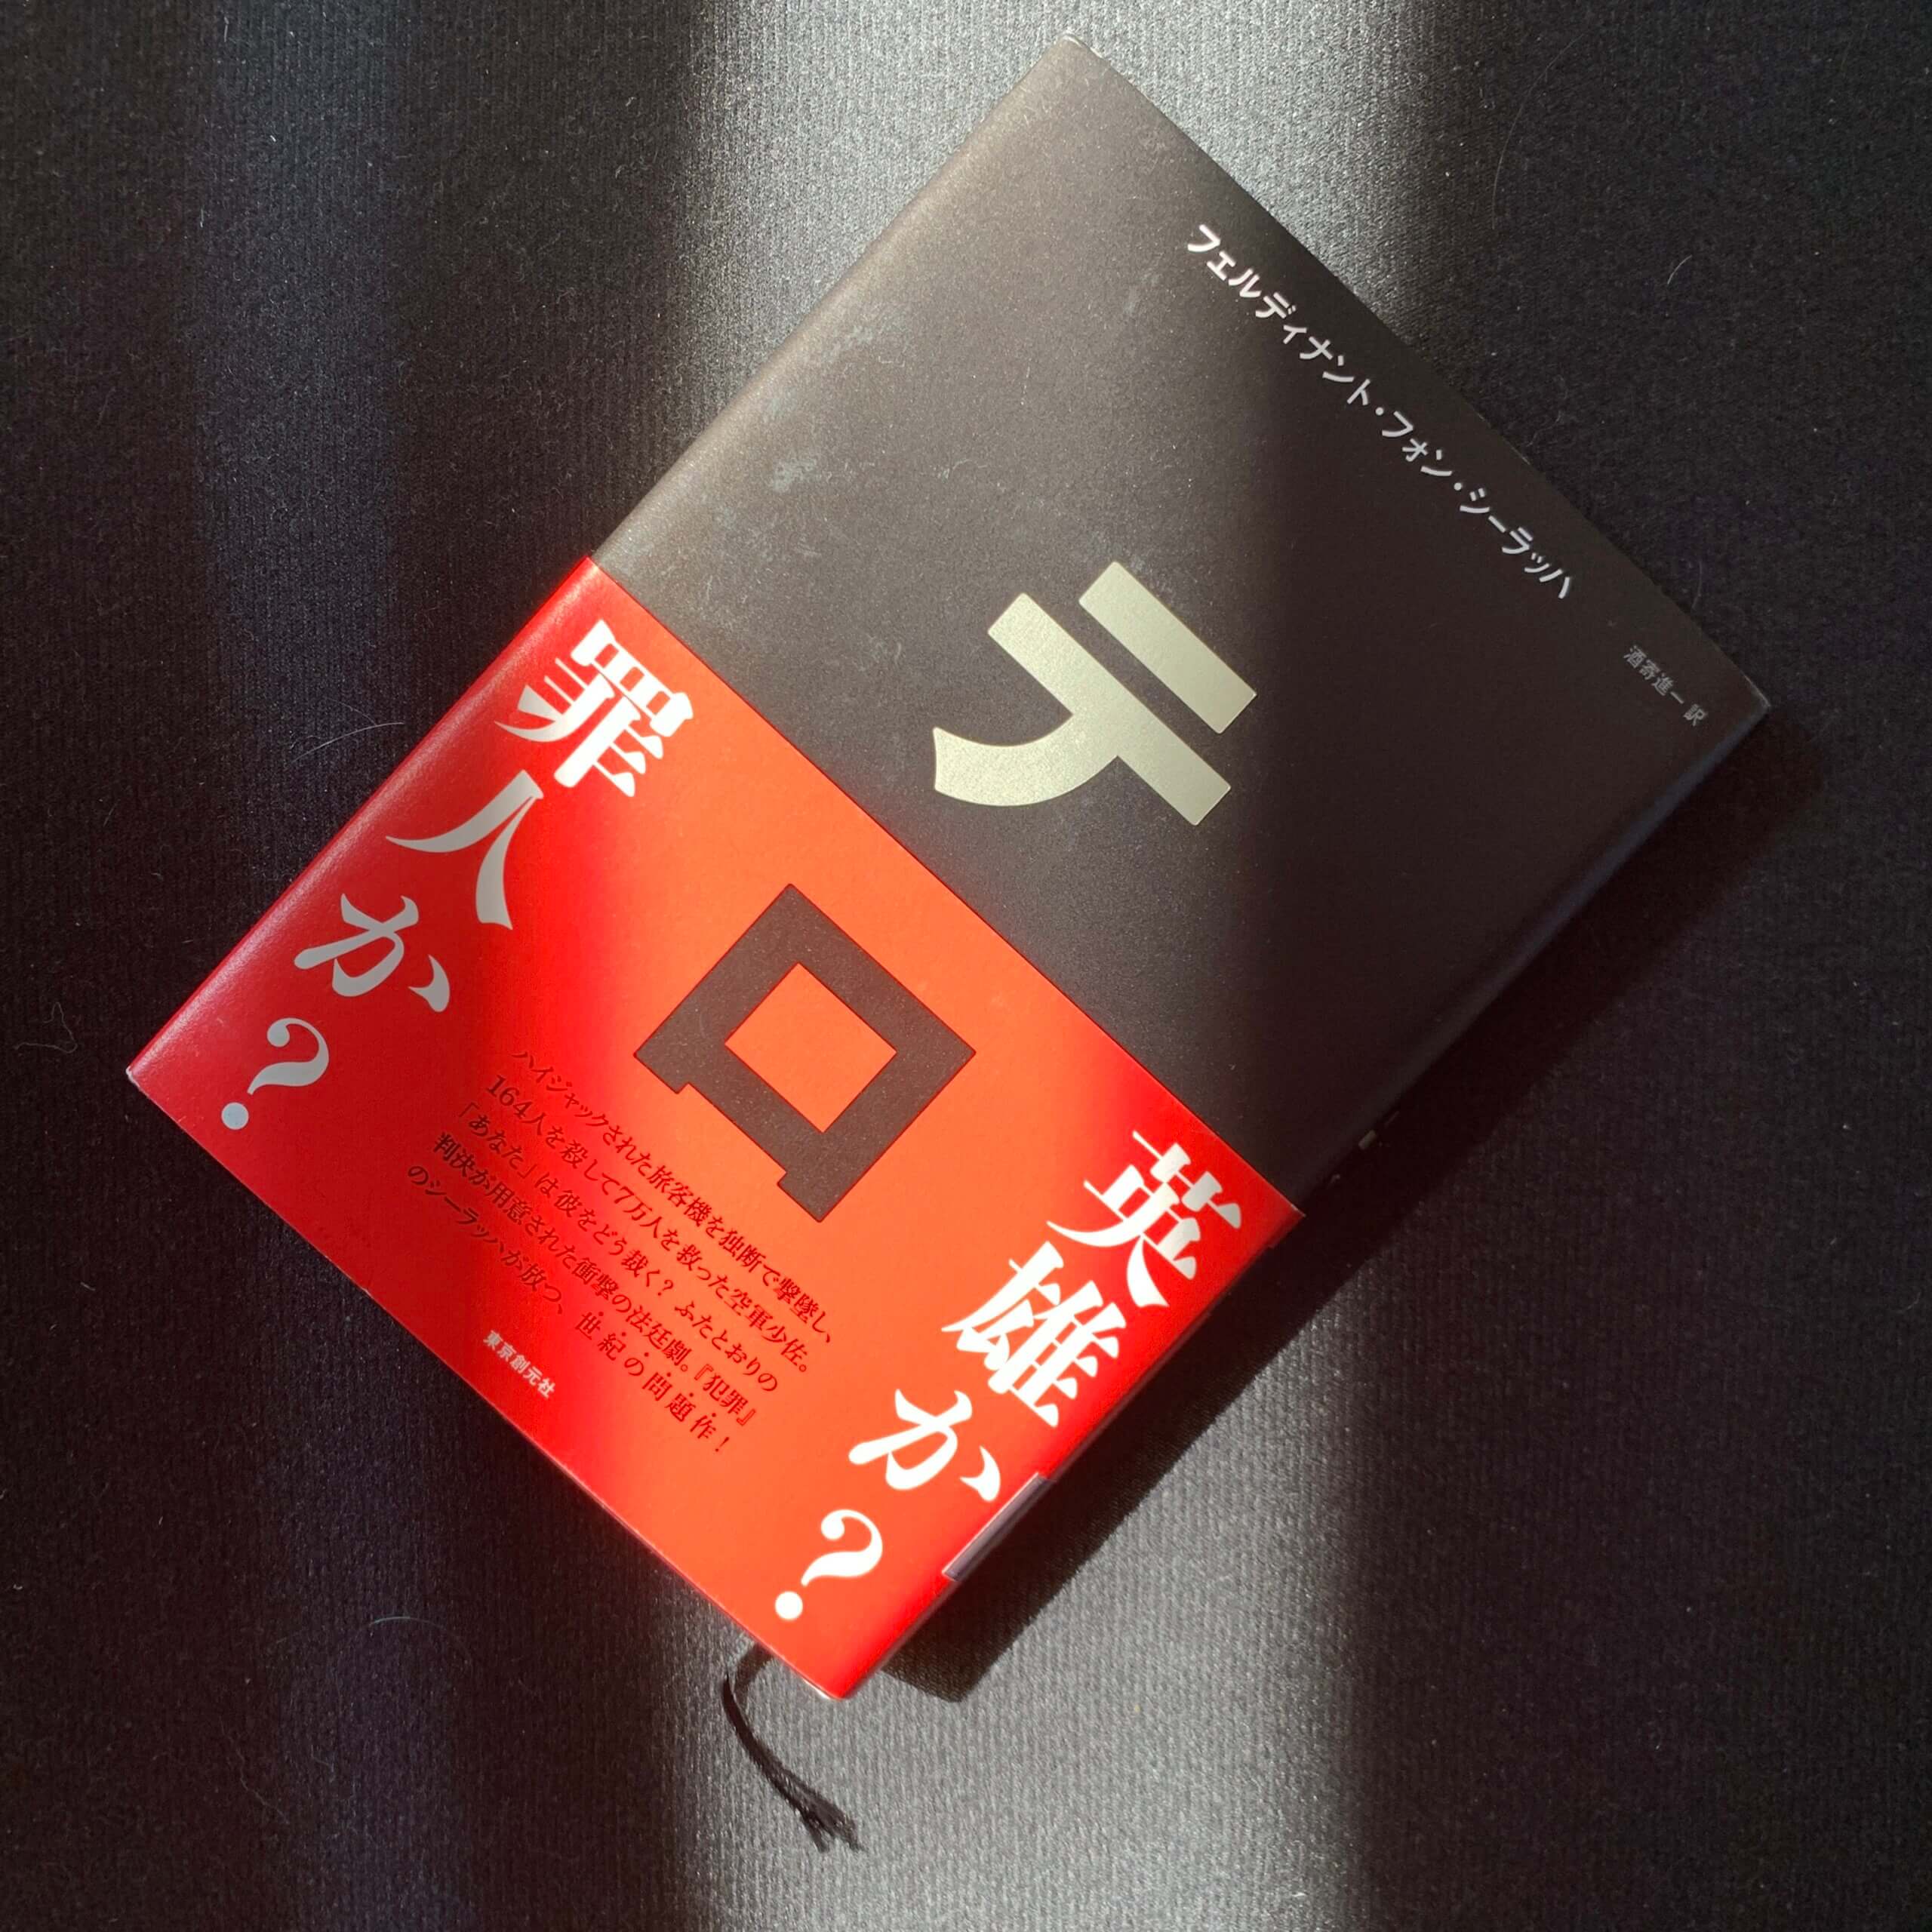 フェルディナント・フォン・シーラッハ
酒寄進一 訳
テロ
英雄か?
罪人か?
ハイジャックされた旅客機を独断で撃墜し、
164人を殺して7万人を救った空軍少佐。
「あなた」は彼をどう裁く? ふたとおりの
判決が用意された衝撃の法廷劇。『犯罪』
のシーラッハが放つ、世紀の問題作!
東京創元社